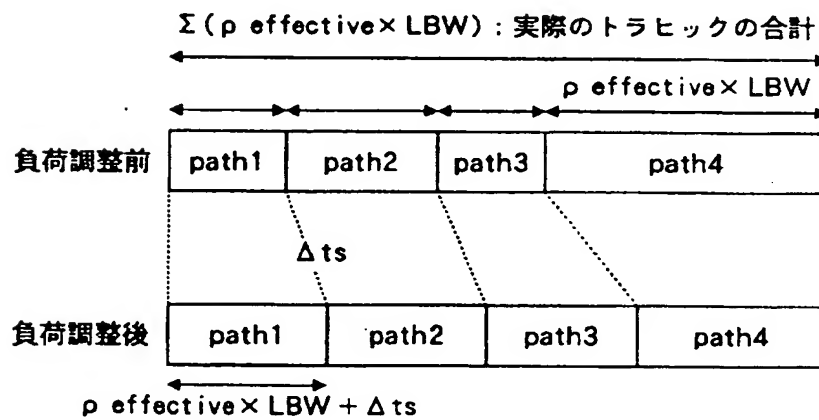 Σ(ρ effective×LBW):実際のトラヒックの合計
ρ effective×LBW
負荷調整前 path1 path2 path3 path4
Δts
負荷調整後 path1 path2 path3 path4
ρ effective×LBW+Δts